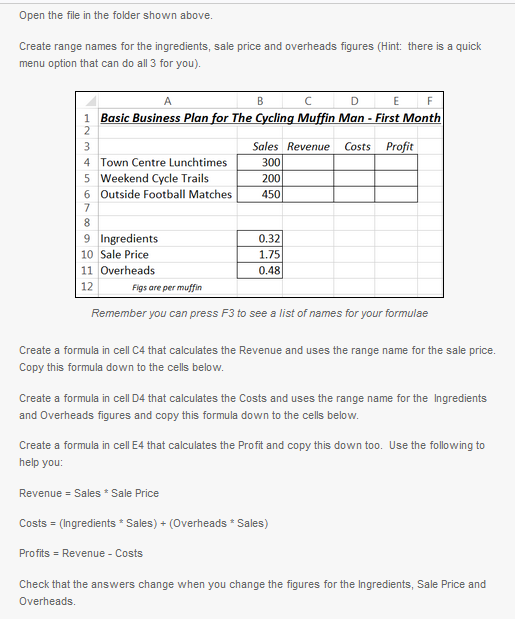 Open the file in the folder shown above.
Create range names for the ingredients, sale price and overheads figures (Hint: there is a quick
menu option that can do all 3 for you).
A B C D E F
1 Basic Business Plan for The Cycling Muffin Man - First Month
2
3 Sales Revenue Costs Profit
4 Town Centre Lunchtimes 300
5 Weekend Cycle Trails 200
6 Outside Football Matches 450
7
8
9 Ingredients 0.32
10 Sale Price 1.75
11 Overheads 0.48
12 Figs are per muffin
Remember you can press F3 to see a list of names for your formulae
Create a formula in cell C4 that calculates the Revenue and uses the range name for the sale price.
Copy this formula down to the cells below.
Create a formula in cell D4 that calculates the Costs and uses the range name for the Ingredients
and Overheads figures and copy this formula down to the cells below.
Create a formula in cell E4 that calculates the Profit and copy this down too. Use the following to
help you:
Revenue = Sales * Sale Price
Costs = (Ingredients * Sales) + (Overheads * Sales)
Profits = Revenue - Costs
Check that the answers change when you change the figures for the Ingredients, Sale Price and
Overheads.